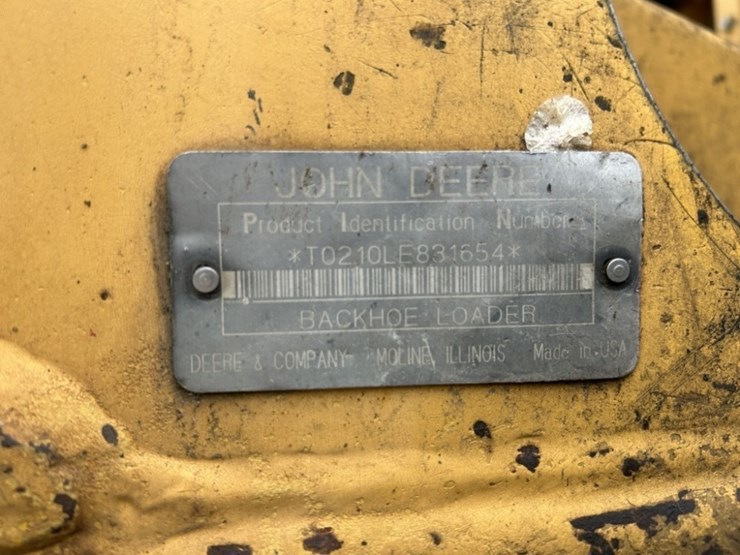 JOHN DEERE
Product Identification Number
*T0210LE831654*
BACKHOE LOADER
DEERE & COMPANY MOLINE, ILLINOIS Made in USA